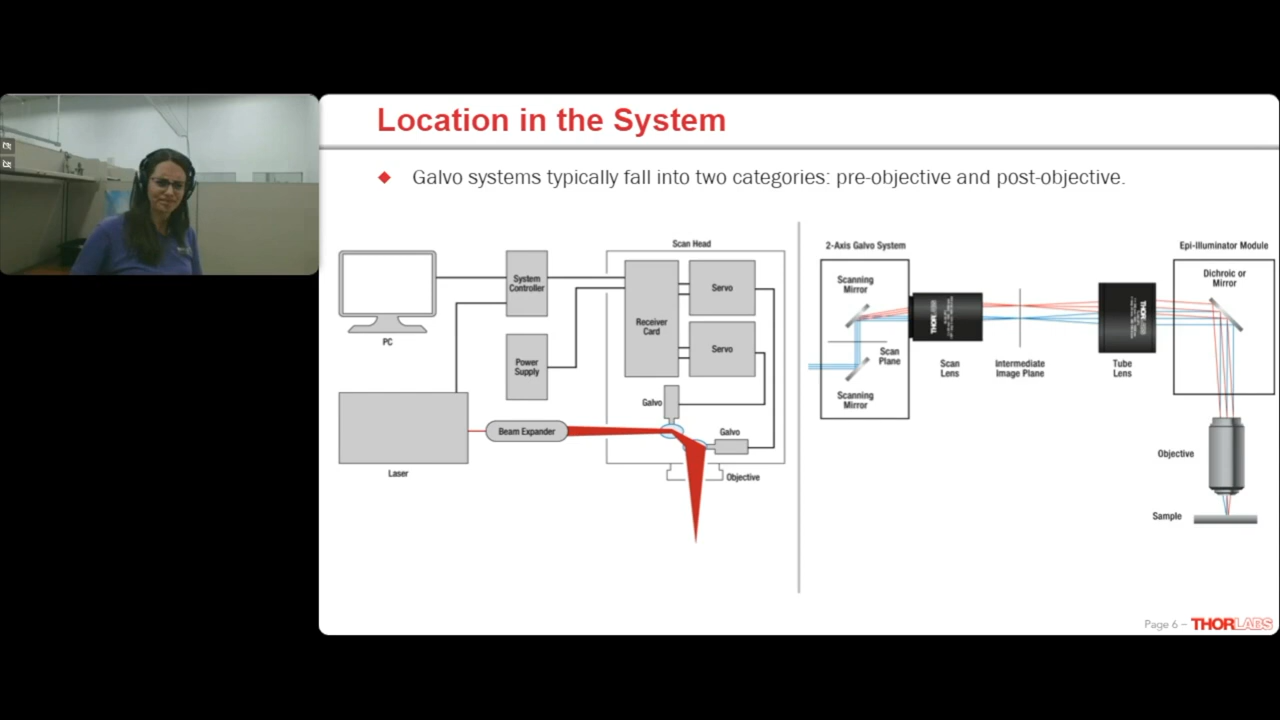 Location in the System
Galvo systems typically fall into two categories: pre-objective and post-objective.
Scan Head
PC
System
Controller
Power
Supply
Receiver
Card
Servo
Servo
Galvo
Galvo
Laser
Beam Expander
Objective
2-Axis Galvo System
Scanning
Mirror
Scan
Plane
Scanning
Mirror
Scan
Lens
Intermediate
Image Plane
Tube
Lens
Epi-Illuminator Module
Dichroic or
Mirror
Objective
Sample
THORLABS
THORLABS
Page 6 – THORLABS